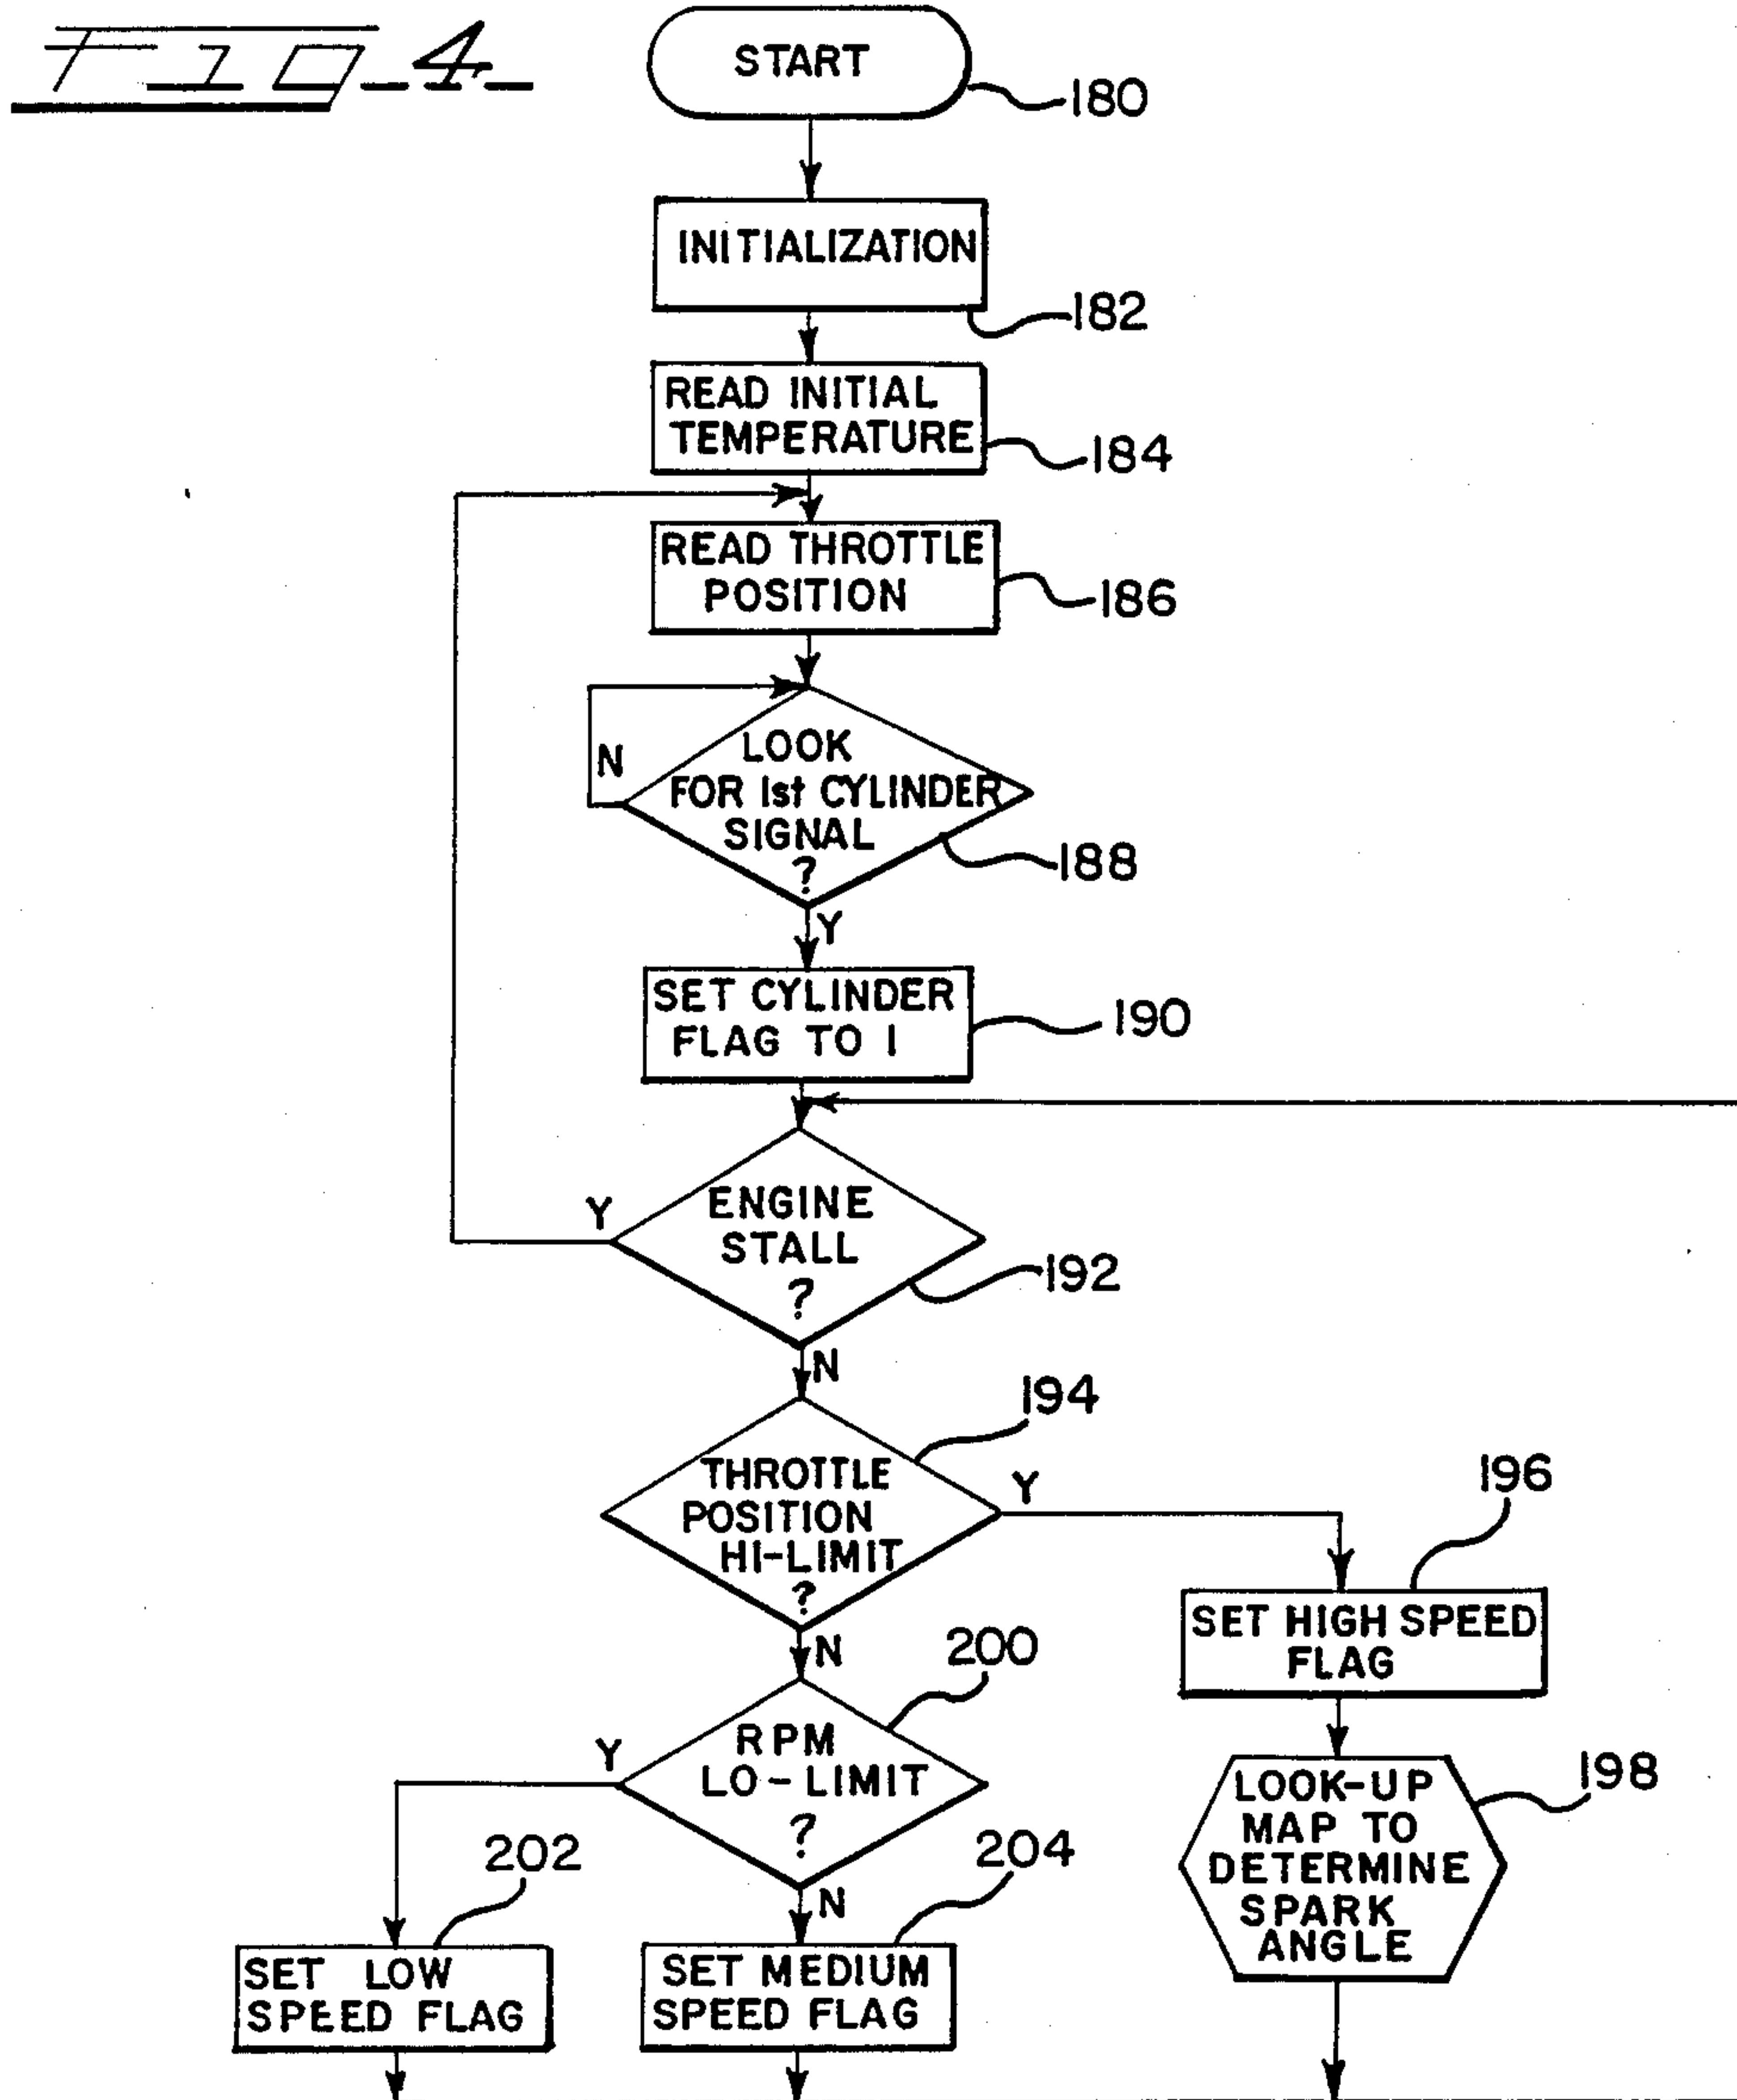 Fig_4_
START
180
INITIALIZATION
182
READ INITIAL
TEMPERATURE
184
READ THROTTLE
POSITION
186
N
LOOK
FOR 1st CYLINDER
SIGNAL
?
188
Y
SET CYLINDER
FLAG TO 1
190
Y
ENGINE
STALL
?
192
N
194
THROTTLE
POSITION
HI-LIMIT
?
Y
196
SET HIGH SPEED
FLAG
N
200
Y
RPM
LO-LIMIT
?
198
LOOK-UP
MAP TO
DETERMINE
SPARK
ANGLE
202
204
N
SET LOW
SPEED FLAG
SET MEDIUM
SPEED FLAG